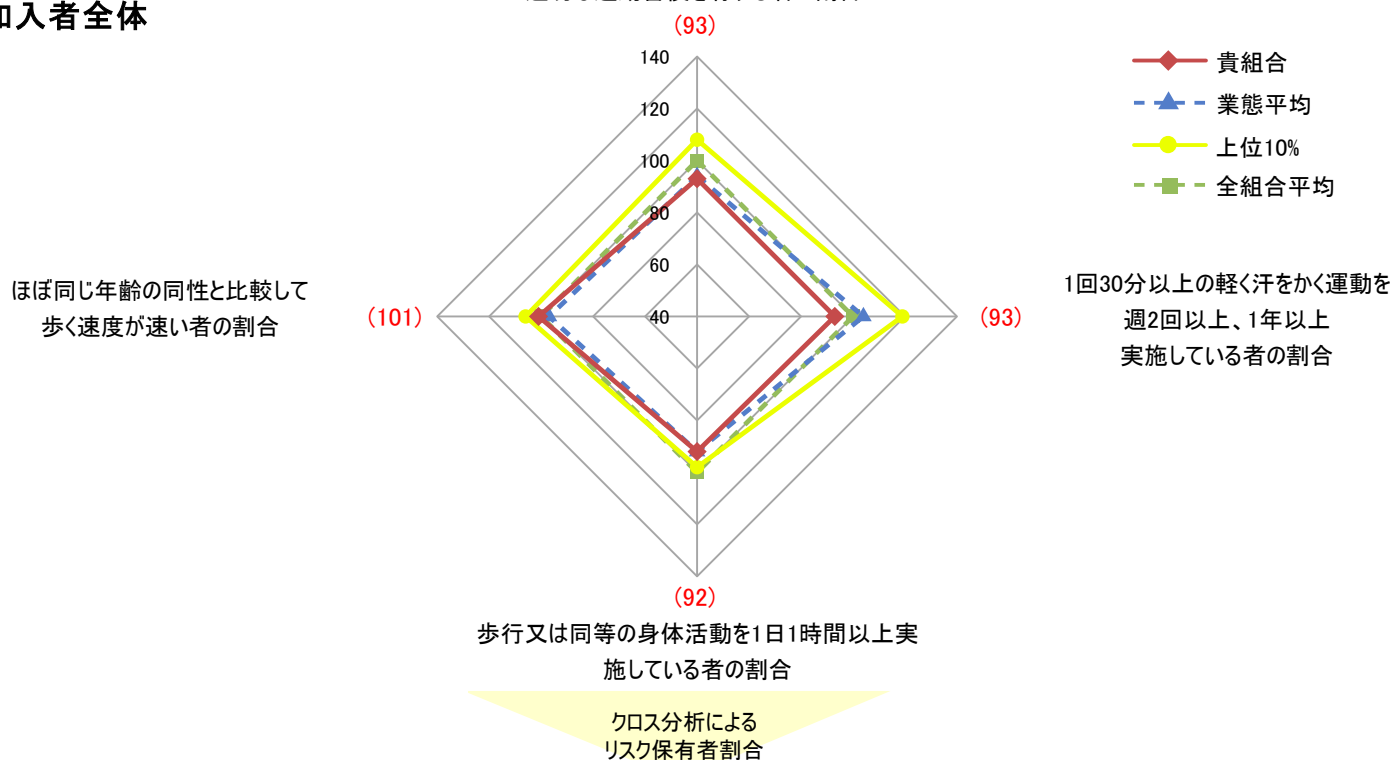 加入者全体
(93)
140
120
100
80
60
40
貴組合
業態平均
上位10%
全組合平均
ほぼ同じ年齢の同性と比較して
歩く速度が速い者の割合
(101)
(93)
1回30分以上の軽く汗をかく運動を
週2回以上、1年以上
実施している者の割合
(92)
歩行又は同等の身体活動を1日1時間以上実
施している者の割合
クロス分析による
リスク保有者割合